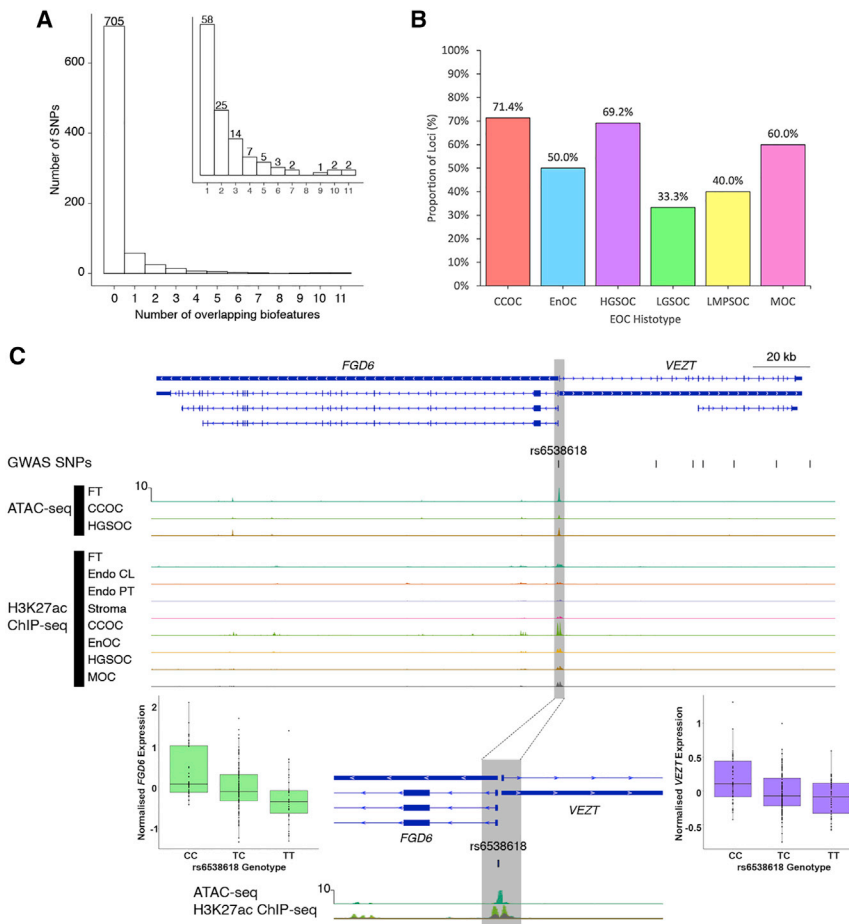 A
705
600
400
200
0
Number of SNPs
0 1 2 3 4 5 6 7 8 9 10 11
Number of overlapping biofeatures
58
25
14
7
5
3
2
1
2
2
1 2 3 4 5 6 7 8 9 10 11
B
100%
90%
80%
70%
60%
50%
40%
30%
20%
10%
0%
Proportion of Loci (%)
71.4%
50.0%
69.2%
33.3%
40.0%
60.0%
CCOC EnOC HGSOC LGSOC LMPSOC MOC
EOC Histotype
C
20 kb
FGD6 VEZT
rs6538618
GWAS SNPs
10
ATAC-seq
FT
CCOC
HGSOC
H3K27ac
ChIP-seq
FT
Endo CL
Endo PT
Stroma
CCOC
EnOC
HGSOC
MOC
Normalised FGD6 Expression
2
1
0
-1
CC TC TT
rs6538618 Genotype
FGD6 VEZT
rs6538618
ATAC-seq
10
H3K27ac ChIP-seq
Normalised VEZT Expression
1
0.5
0
-0.5
CC TC TT
rs6538618 Genotype